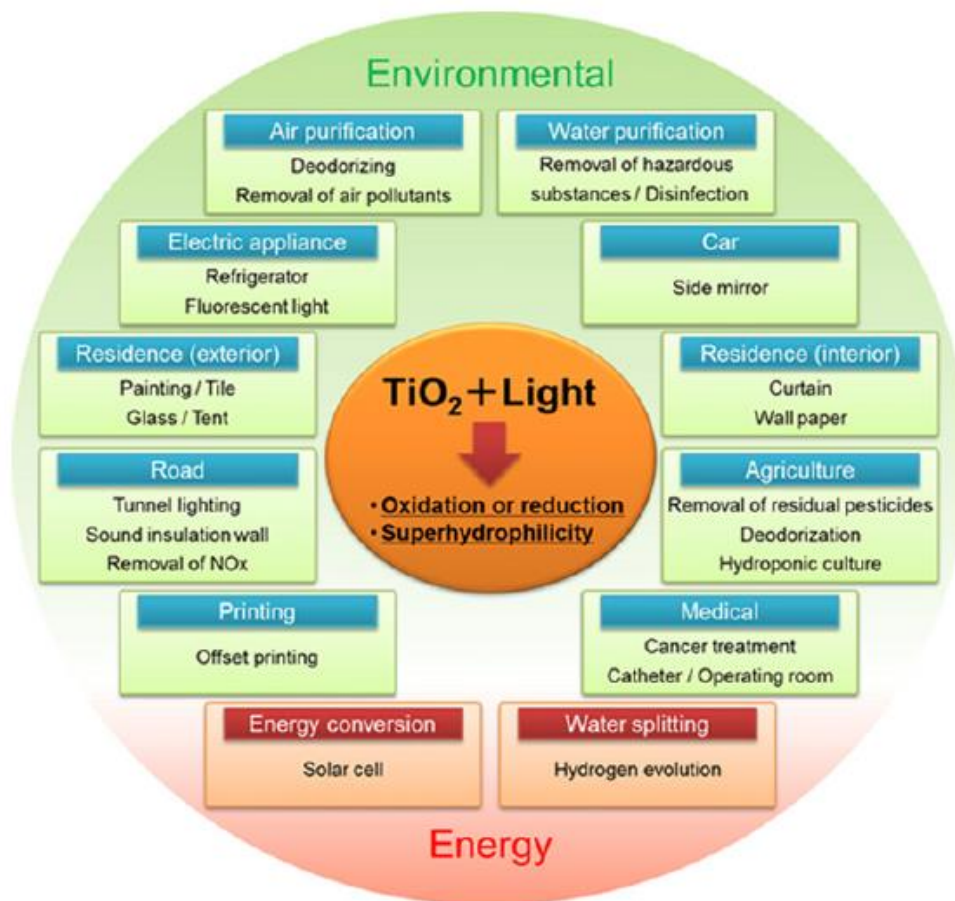 Environmental
Air purification
Deodorizing
Removal of air pollutants
Water purification
Removal of hazardous
substances / Disinfection
Electric appliance
Refrigerator
Fluorescent light
Car
Side mirror
Residence (exterior)
Painting / Tile
Glass / Tent
TiO₂+Light
• Oxidation or reduction
• Superhydrophilicity
Residence (interior)
Curtain
Wall paper
Road
Tunnel lighting
Sound insulation wall
Removal of NOx
Agriculture
Removal of residual pesticides
Deodorization
Hydroponic culture
Printing
Offset printing
Medical
Cancer treatment
Catheter / Operating room
Energy conversion
Solar cell
Water splitting
Hydrogen evolution
Energy